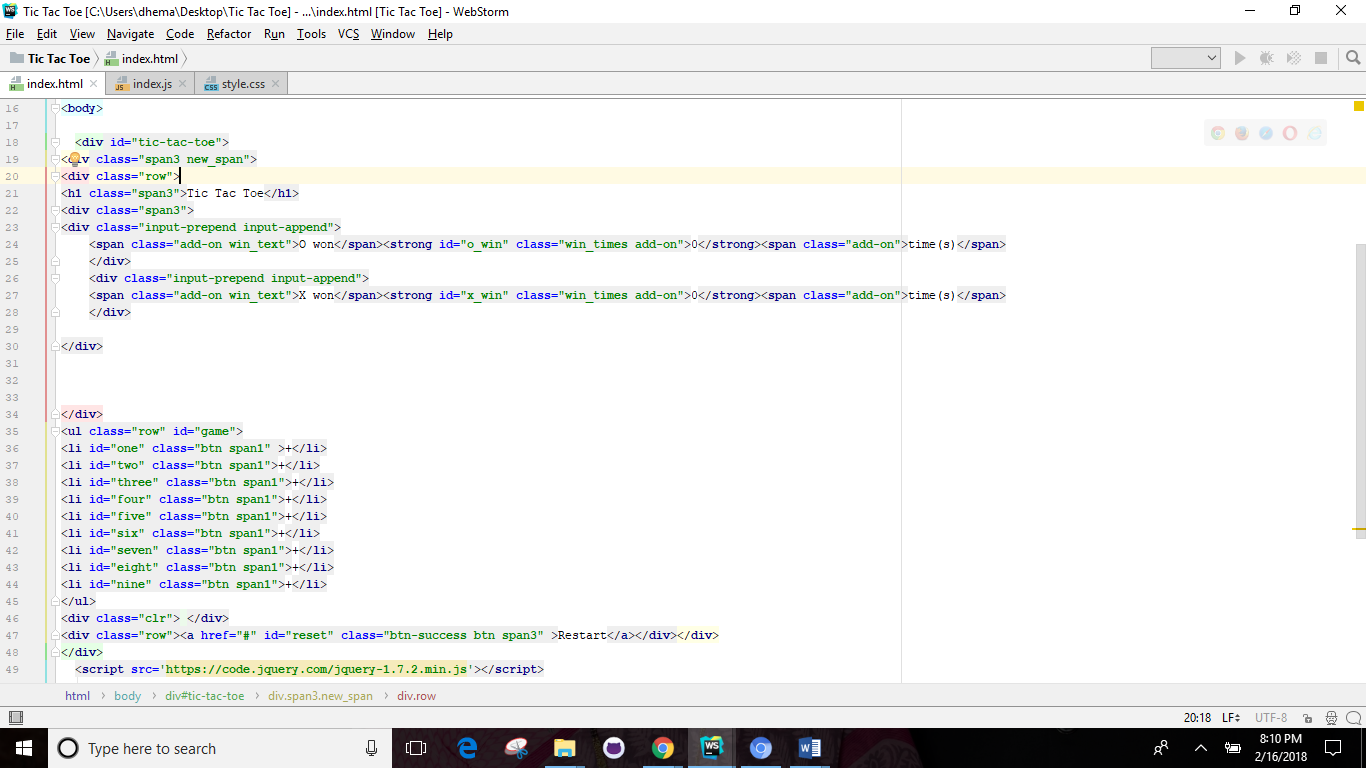 Tic Tac Toe [C:\Users\dhema\Desktop\Tic Tac Toe] - ...\index.html [Tic Tac Toe] - WebStorm
File Edit View Navigate Code Refactor Run Tools VCS Window Help
Tic Tac Toe index.html
index.html index.js style.css
16 <body>
17
18 <div id="tic-tac-toe">
19 <div class="span3 new_span">
20 <div class="row">
21 <h1 class="span3">Tic Tac Toe</h1>
22 <div class="span3">
23 <div class="input-prepend input-append">
24 <span class="add-on win_text">O won</span><strong id="o_win" class="win_times add-on">0</strong><span class="add-on">time(s)</span>
25 </div>
26 <div class="input-prepend input-append">
27 <span class="add-on win_text">X won</span><strong id="x_win" class="win_times add-on">0</strong><span class="add-on">time(s)</span>
28 </div>
29
30 </div>
31
32
33
34 </div>
35 <ul class="row" id="game">
36 <li id="one" class="btn span1" >+</li>
37 <li id="two" class="btn span1">+</li>
38 <li id="three" class="btn span1">+</li>
39 <li id="four" class="btn span1">+</li>
40 <li id="five" class="btn span1">+</li>
41 <li id="six" class="btn span1">+</li>
42 <li id="seven" class="btn span1">+</li>
43 <li id="eight" class="btn span1">+</li>
44 <li id="nine" class="btn span1">+</li>
45 </ul>
46 <div class="clr"> </div>
47 <div class="row"><a href="#" id="reset" class="btn-success btn span3" >Restart</a></div></div>
48 </div>
49 <script src='https://code.jquery.com/jquery-1.7.2.min.js'></script>
html body div#tic-tac-toe div.span3.new_span div.row
20:18 LF UTF-8
Type here to search
8:10 PM
2/16/2018